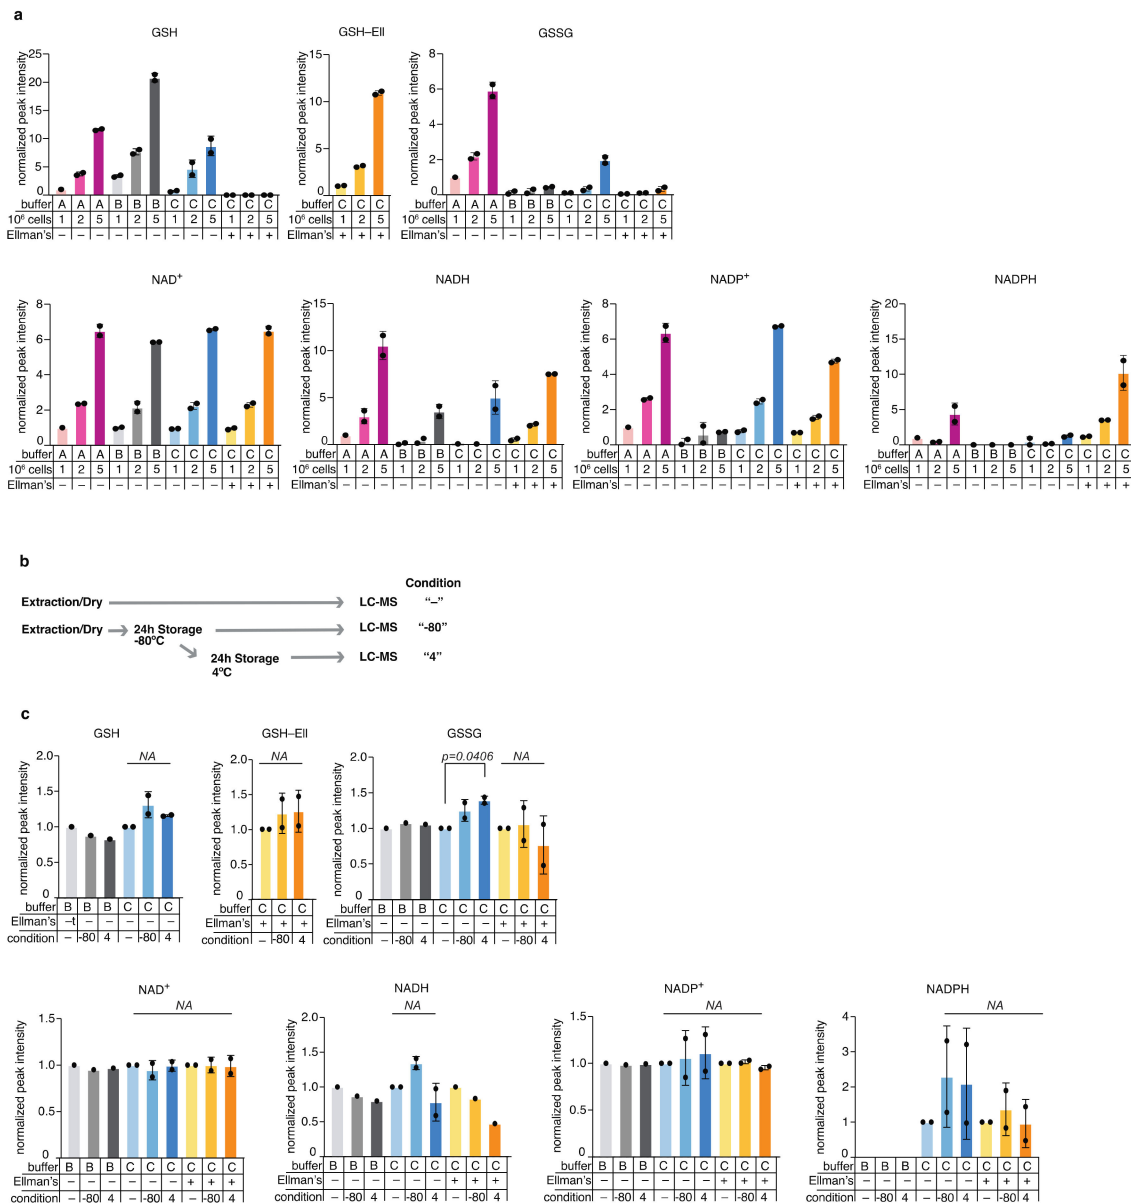 a
GSH
GSH–Ell
GSSG
normalized peak intensity
25
20
15
10
5
0
normalized peak intensity
15
10
5
0
normalized peak intensity
8
6
4
2
0
buffer A A A B B B C C C C C C
10⁶ cells 1 2 5 1 2 5 1 2 5 1 2 5
Ellman's – – – – – – – – – + + +
C C C
1 2 5
+ + +
buffer A A A B B B C C C C C C
10⁶ cells 1 2 5 1 2 5 1 2 5 1 2 5
Ellman's – – – – – – – – – + + +
NAD⁺
NADH
NADP⁺
NADPH
normalized peak intensity
8
6
4
2
0
normalized peak intensity
15
10
5
0
normalized peak intensity
8
6
4
2
0
normalized peak intensity
20
15
10
5
0
buffer A A A B B B C C C C C C
10⁶ cells 1 2 5 1 2 5 1 2 5 1 2 5
Ellman's – – – – – – – – – + + +
buffer A A A B B B C C C C C C
10⁶ cells 1 2 5 1 2 5 1 2 5 1 2 5
Ellman's – – – – – – – – – + + +
buffer A A A B B B C C C C C C
10⁶ cells 1 2 5 1 2 5 1 2 5 1 2 5
Ellman's – – – – – – – – – + + +
buffer A A A B B B C C C C C C
10⁶ cells 1 2 5 1 2 5 1 2 5 1 2 5
Ellman's – – – – – – – – – + + +
b
Condition
Extraction/Dry LC-MS “–”
Extraction/Dry 24h Storage LC-MS “-80”
-80ºC
24h Storage LC-MS “4”
4ºC
c
GSH
GSH–Ell
GSSG
normalized peak intensity
2.0
1.5
1.0
0.5
0
NA
normalized peak intensity
2.0
1.5
1.0
0.5
0
NA
normalized peak intensity
2.0
1.5
1.0
0.5
0
p=0.0406
NA
buffer B B B C C C
Ellman's –t – – – – –
condition – -80 4 – -80 4
buffer C C C
Ellman's + + +
condition – -80 4
buffer B B B C C C C C C
Ellman's – – – – – – + + +
condition – -80 4 – -80 4 – -80 4
NAD⁺
NADH
NADP⁺
NADPH
normalized peak intensity
1.5
1.0
0.5
0
NA
normalized peak intensity
2.0
1.5
1.0
0.5
0
NA
normalized peak intensity
1.5
1.0
0.5
0
NA
normalized peak intensity
4
3
2
1
0
NA
buffer B B B C C C C C C
Ellman's – – – – – – + + +
condition – -80 4 – -80 4 – -80 4
buffer B B B C C C C C C
Ellman's – – – – – – + + +
condition – -80 4 – -80 4 – -80 4
buffer B B B C C C C C C
Ellman's – – – – – – + + +
condition – -80 4 – -80 4 – -80 4
buffer B B B C C C C C C
Ellman's – – – – – – + + +
condition – -80 4 – -80 4 – -80 4